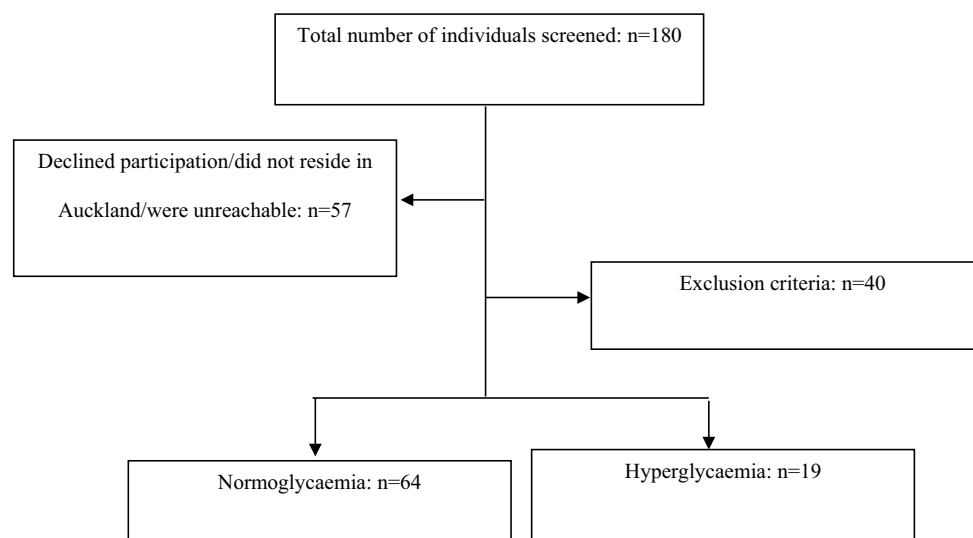 Total number of individuals screened: n=180
Declined participation/did not reside in
Auckland/were unreachable: n=57
Exclusion criteria: n=40
Normoglycaemia: n=64
Hyperglycaemia: n=19